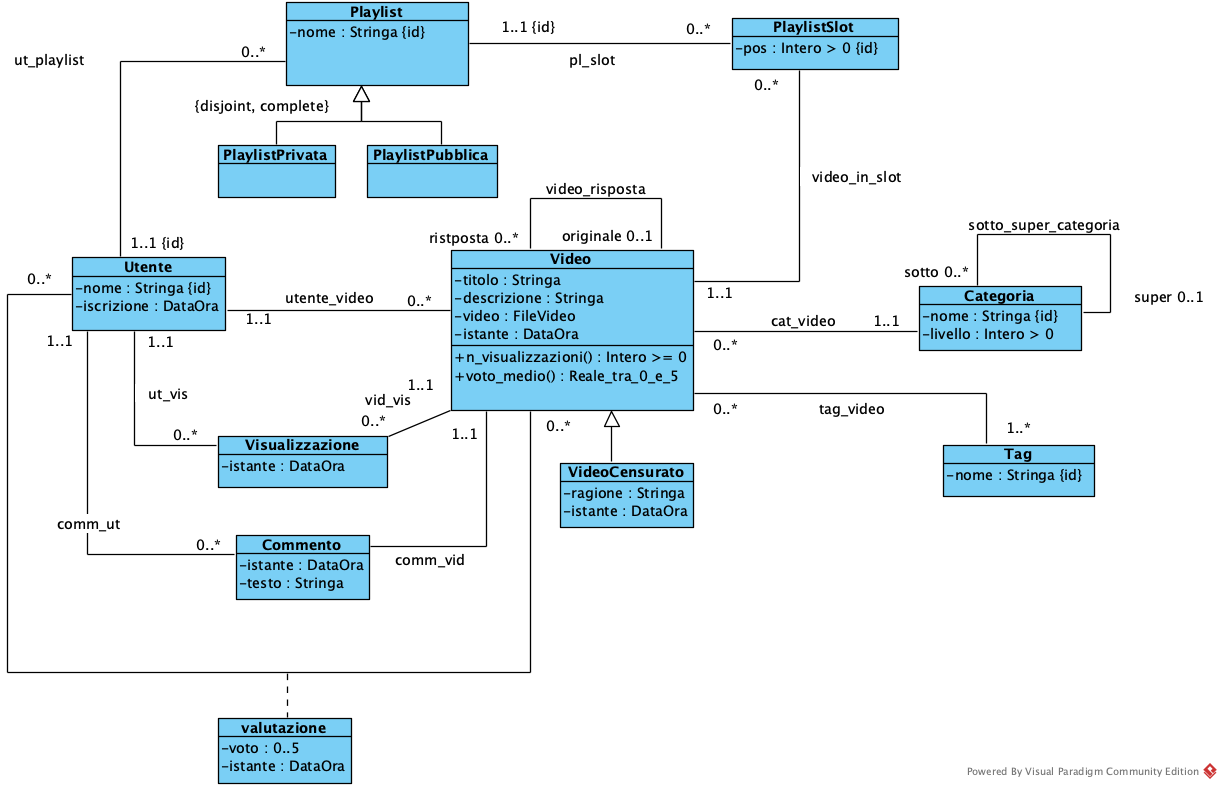 Playlist
-nome : Stringa {id}
1..1 {id}
0..*
PlaylistSlot
-pos : Intero > 0 {id}
ut_playlist
0..*
pl_slot
0..*
{disjoint, complete}
PlaylistPrivata
PlaylistPubblica
video_in_slot
video_risposta
ristposta 0..*
originale 0..1
sotto_super_categoria
sotto 0..*
super 0..1
1..1 {id}
0..*
Utente
-nome : Stringa {id}
-iscrizione : DataOra
utente_video
0..*
1..1
Video
-titolo : Stringa
-descrizione : Stringa
-video : FileVideo
-istante : DataOra
+n_visualizzazioni() : Intero >= 0
+voto_medio() : Reale_tra_0_e_5
1..1
cat_video
1..1
0..*
Categoria
-nome : Stringa {id}
-livello : Intero > 0
1..1
1..1
ut_vis
0..*
1..1
vid_vis
0..*
1..1
0..*
0..*
tag_video
1..*
Tag
-nome : Stringa {id}
Visualizzazione
-istante : DataOra
VideoCensurato
-ragione : Stringa
-istante : DataOra
comm_ut
0..*
Commento
-istante : DataOra
-testo : Stringa
comm_vid
valutazione
-voto : 0..5
-istante : DataOra
Powered By Visual Paradigm Community Edition